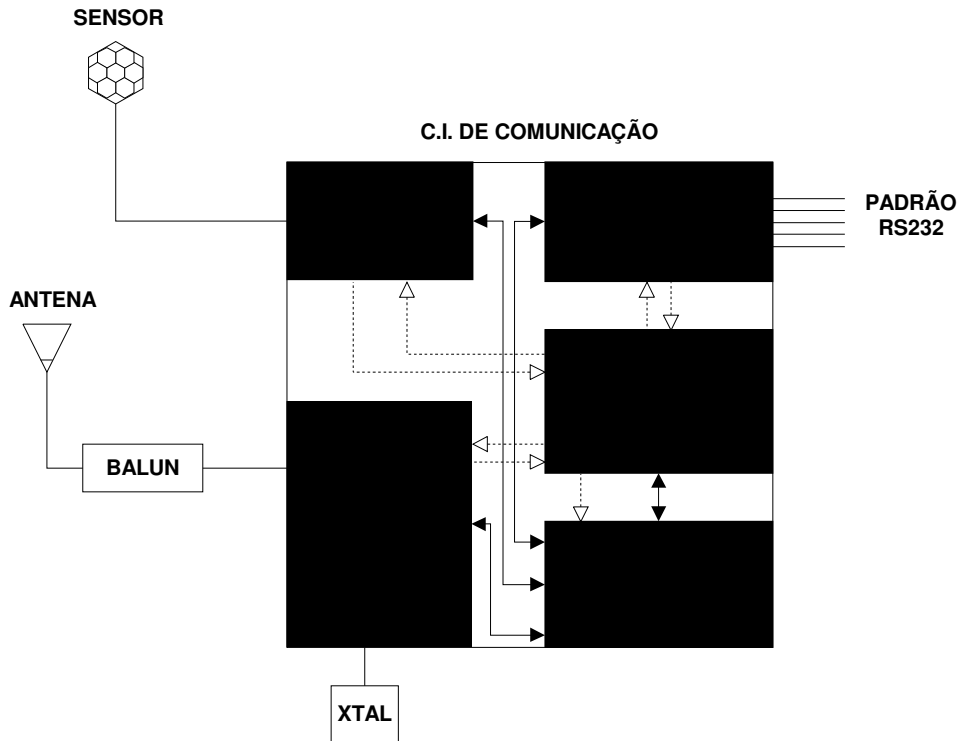 SENSOR
C.I. DE COMUNICAÇÃO
PADRÃO
RS232
ANTENA
BALUN
XTAL